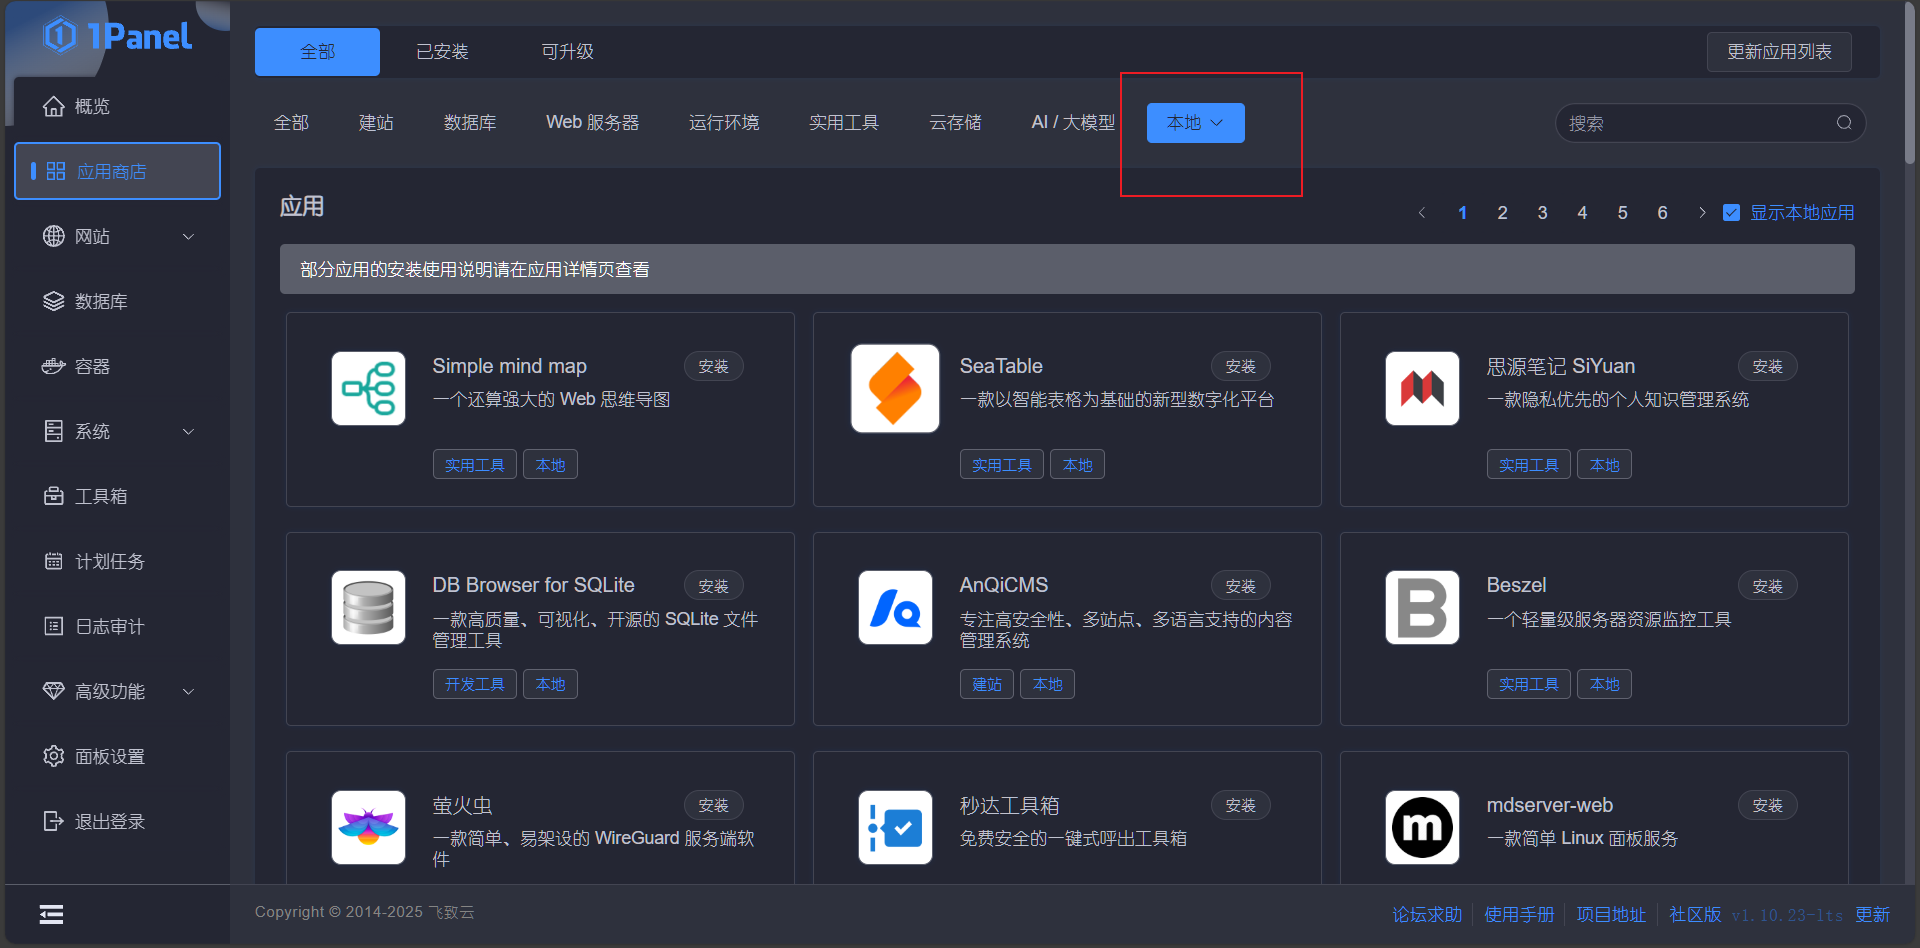 1Panel
概览
应用商店
网站
数据库
容器
系统
工具箱
计划任务
日志审计
高级功能
面板设置
退出登录
全部 已安装 可升级 更新应用列表
全部 建站 数据库 Web 服务器 运行环境 实用工具 云存储 AI / 大模型 本地 搜索
应用 1 2 3 4 5 6 显示本地应用
部分应用的安装使用说明请在应用详情页查看
Simple mind map 安装
一个还算强大的 Web 思维导图
实用工具 本地
SeaTable 安装
一款以智能表格为基础的新型数字化平台
实用工具 本地
思源笔记 SiYuan 安装
一款隐私优先的个人知识管理系统
实用工具 本地
DB Browser for SQLite 安装
一款高质量、可视化、开源的 SQLite 文件
管理工具
开发工具 本地
AnQiCMS 安装
专注高安全性、多站点、多语言支持的内容
管理系统
建站 本地
Beszel 安装
一个轻量级服务器资源监控工具
实用工具 本地
萤火虫 安装
一款简单、易架设的 WireGuard 服务端软
件
秒达工具箱 安装
免费安全的一键式呼出工具箱
mdserver-web 安装
一款简单 Linux 面板服务
Copyright © 2014-2025 飞致云 论坛求助 使用手册 项目地址 社区版 v1.10.23-lts 更新